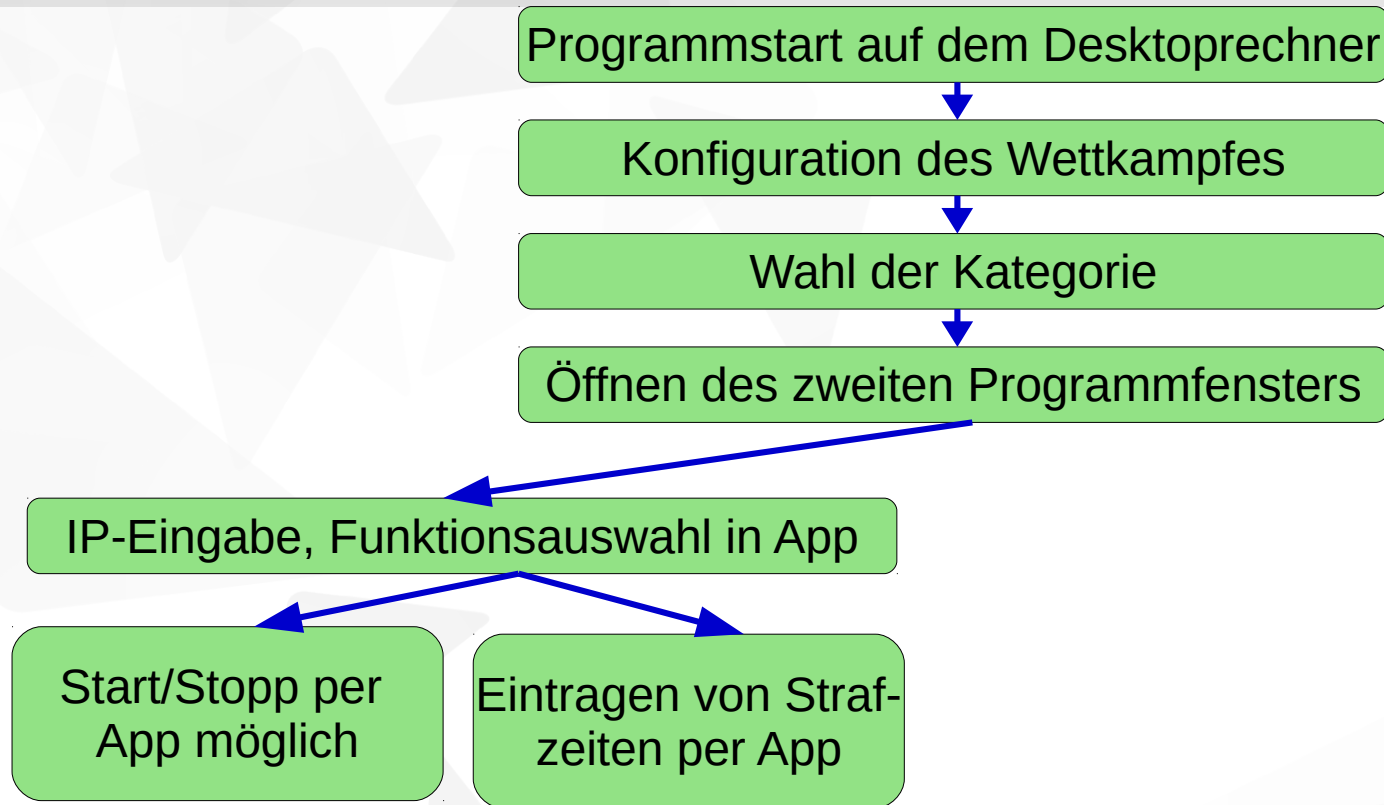 Programmstart auf dem Desktoprechner
Konfiguration des Wettkampfes
Wahl der Kategorie
Öffnen des zweiten Programmfensters
IP-Eingabe, Funktionsauswahl in App
Start/Stopp per
App möglich
Eintragen von Straf-
zeiten per App